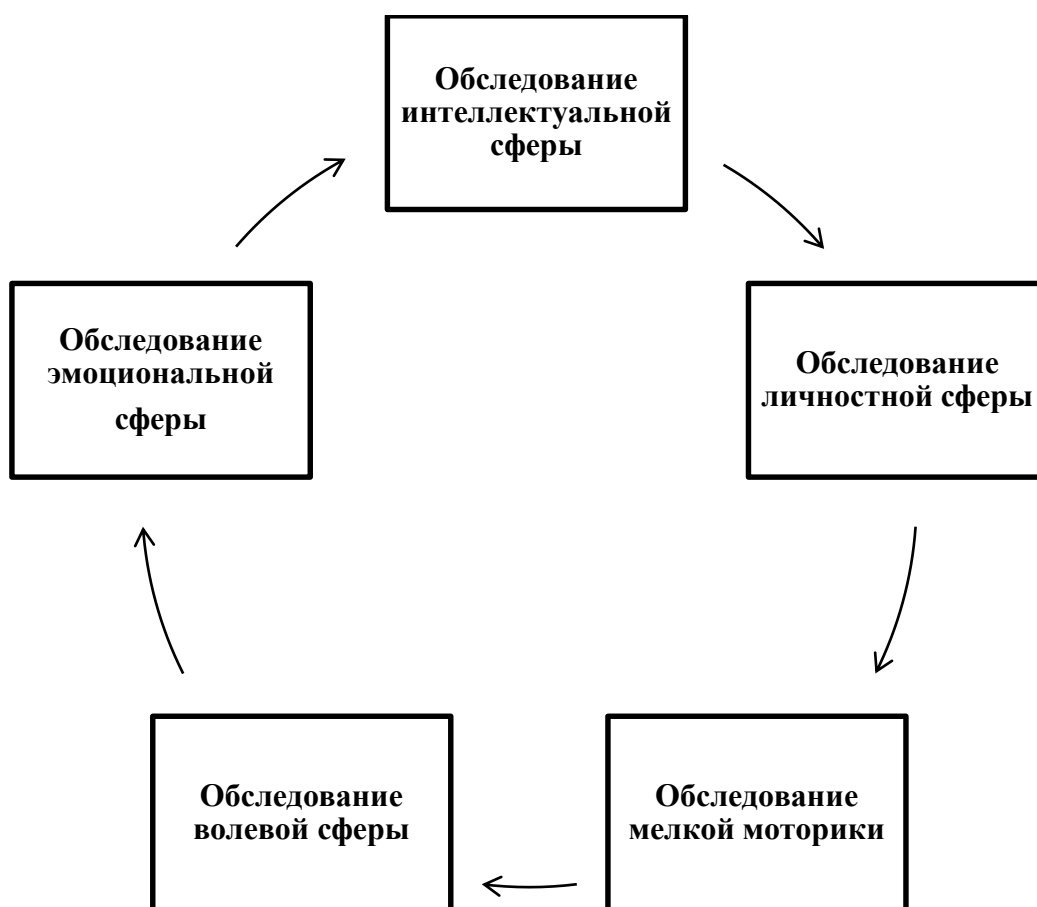 Обследование
интеллектуальной
сферы
Обследование
личностной сферы
Обследование
мелкой моторики
Обследование
волевой сферы
Обследование
эмоциональной
сферы